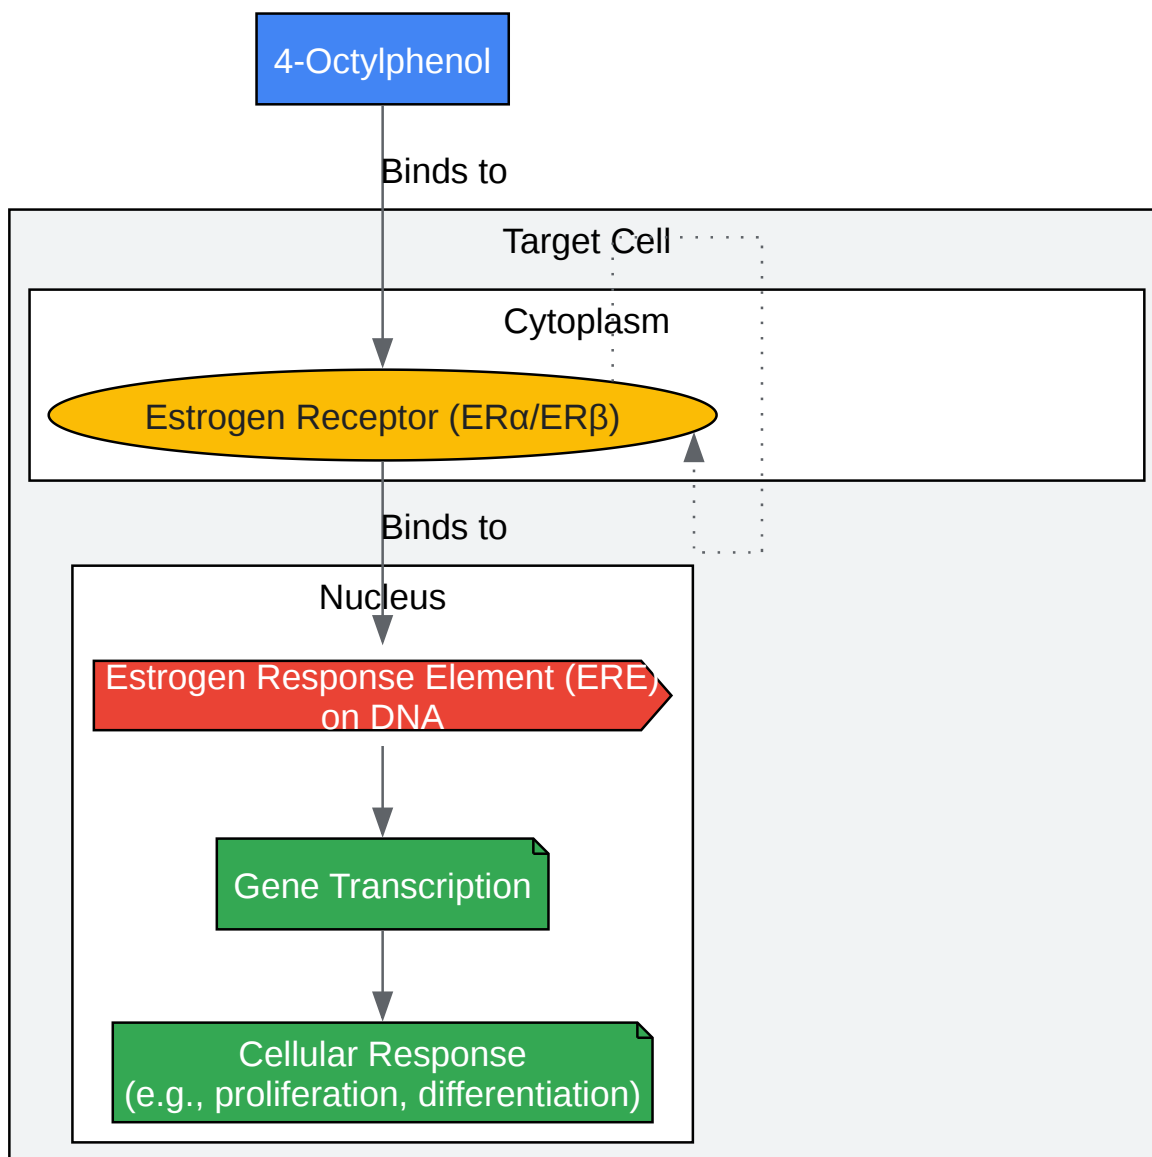 4-Octylphenol
Binds to
Target Cell
Cytoplasm
Estrogen Receptor (ERα/ERβ)
Binds to
Nucleus
Estrogen Response Element (ERE)
on DNA
Gene Transcription
Cellular Response
(e.g., proliferation, differentiation)